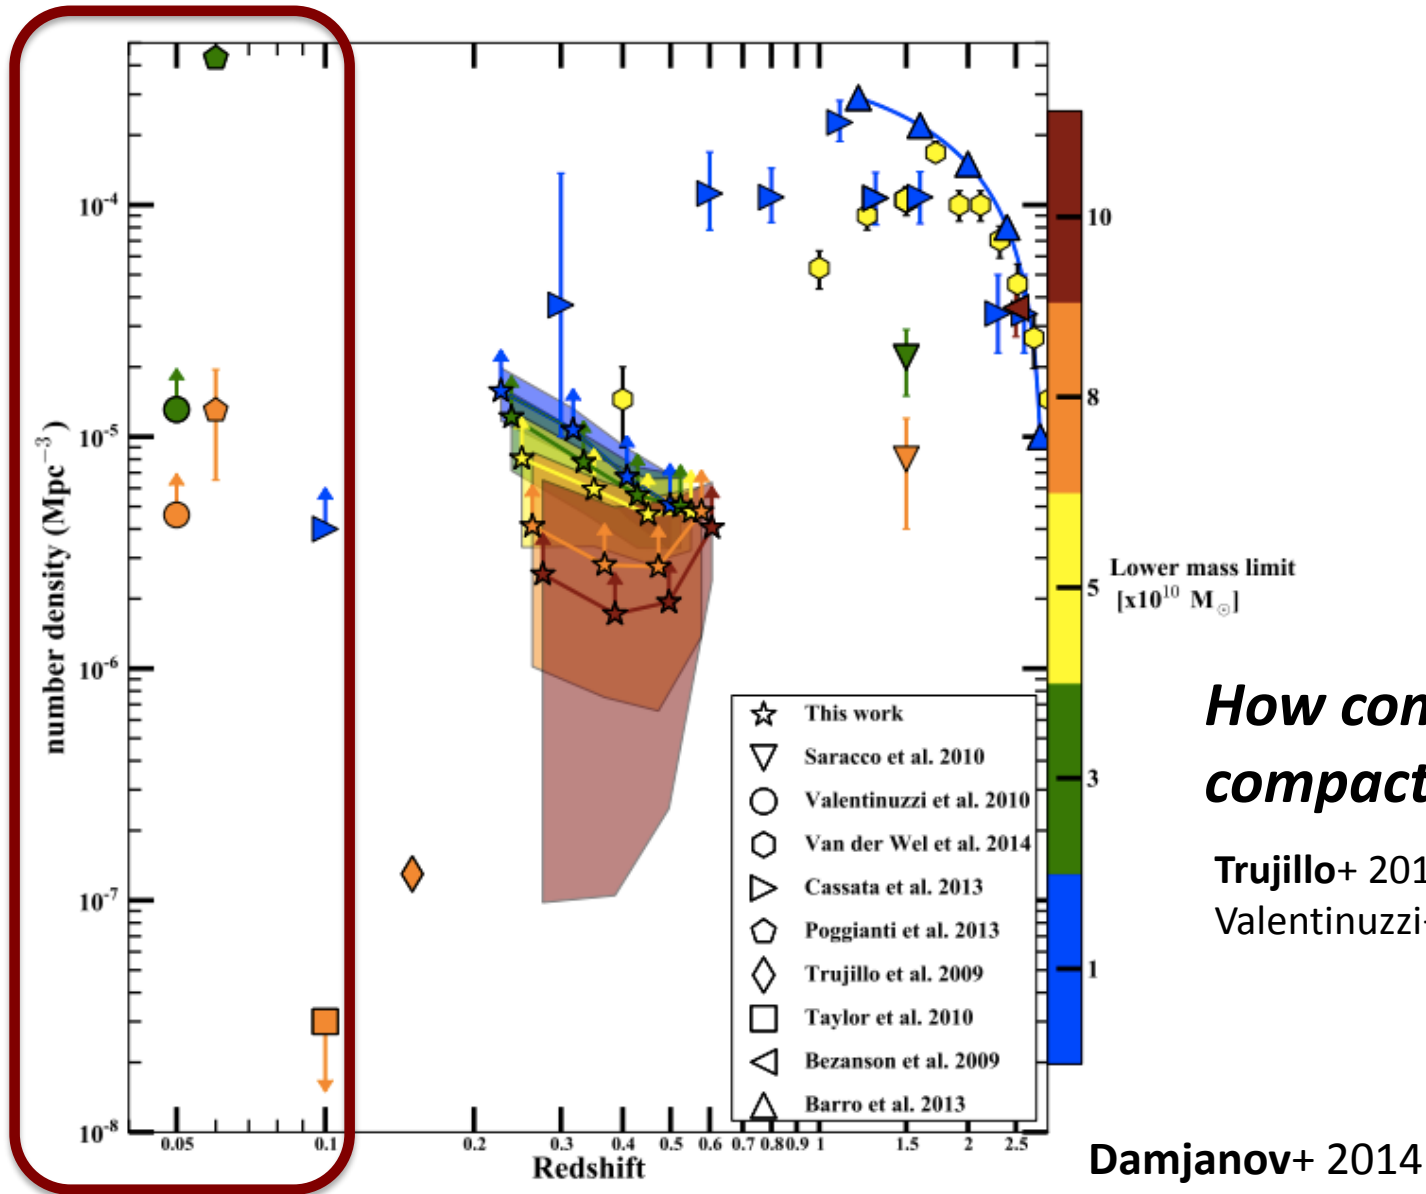 number density (Mpc⁻³)
10⁻⁴
10⁻⁵
10⁻⁶
10⁻⁷
10⁻⁸
0.05
0.1
0.2
0.3
0.4
0.5
0.6
0.7
0.8
0.9
1
1.5
2
2.5
Redshift
This work
Saracco et al. 2010
Valentinuzzi et al. 2010
Van der Wel et al. 2014
Cassata et al. 2013
Poggianti et al. 2013
Trujillo et al. 2009
Taylor et al. 2010
Bezanson et al. 2009
Barro et al. 2013
10
8
5
3
1
Lower mass limit
[x10¹⁰ M☉]
How con
compact
Trujillo+ 201
Valentinuzzi
Damjanov+ 2014